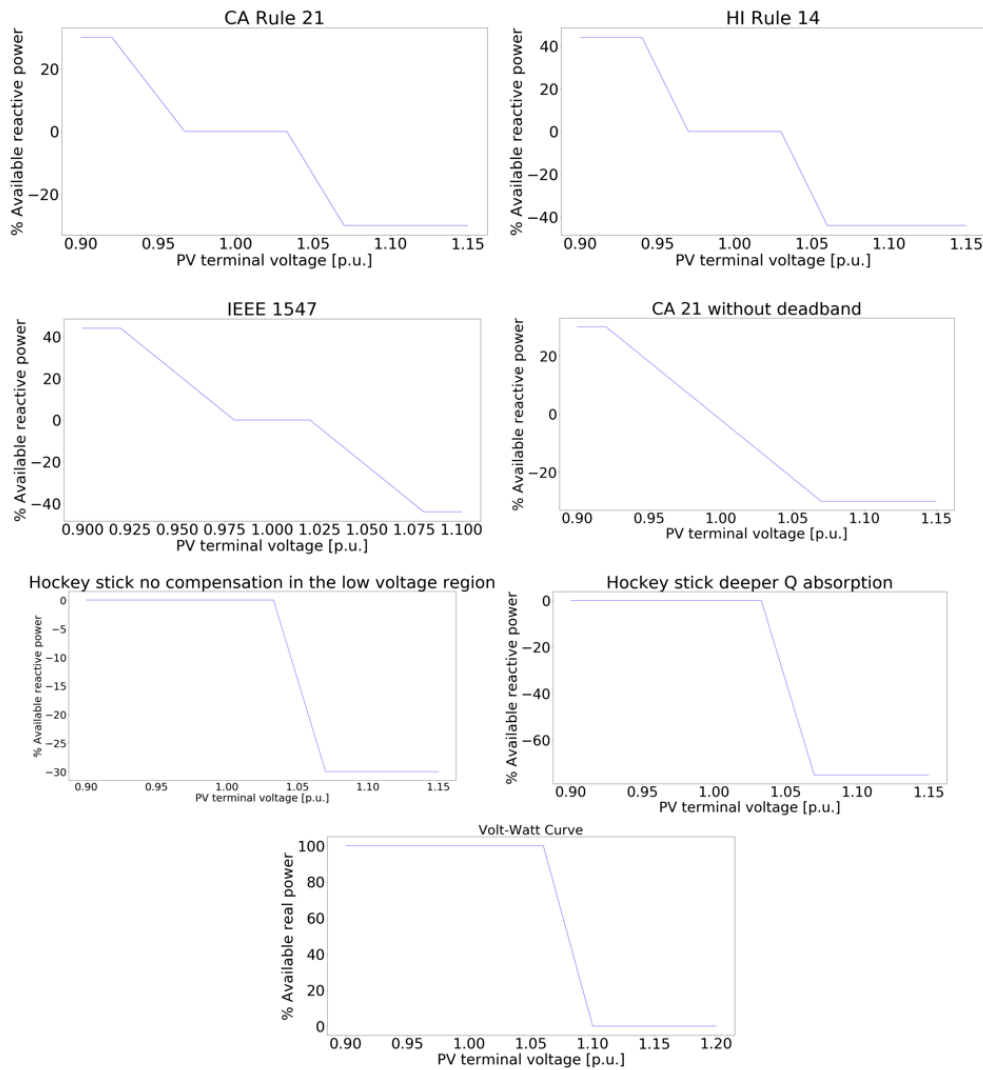 CA Rule 21
% Available reactive power
20
0
−20
0.90 0.95 1.00 1.05 1.10 1.15
PV terminal voltage [p.u.]
HI Rule 14
% Available reactive power
40
20
0
−20
−40
0.90 0.95 1.00 1.05 1.10 1.15
PV terminal voltage [p.u.]
IEEE 1547
% Available reactive power
40
20
0
−20
−40
0.900 0.925 0.950 0.975 1.000 1.025 1.050 1.075 1.100
PV terminal voltage [p.u.]
CA 21 without deadband
% Available reactive power
20
0
−20
0.90 0.95 1.00 1.05 1.10 1.15
PV terminal voltage [p.u.]
Hockey stick no compensation in the low voltage region
% Available reactive power
0
−5
−10
−15
−20
−25
−30
0.90 0.95 1.00 1.05 1.10 1.15
PV terminal voltage [p.u.]
Hockey stick deeper Q absorption
% Available reactive power
0
−20
−40
−60
0.90 0.95 1.00 1.05 1.10 1.15
PV terminal voltage [p.u.]
Volt-Watt Curve
% Available real power
100
80
60
40
20
0
0.90 0.95 1.00 1.05 1.10 1.15 1.20
PV terminal voltage [p.u.]